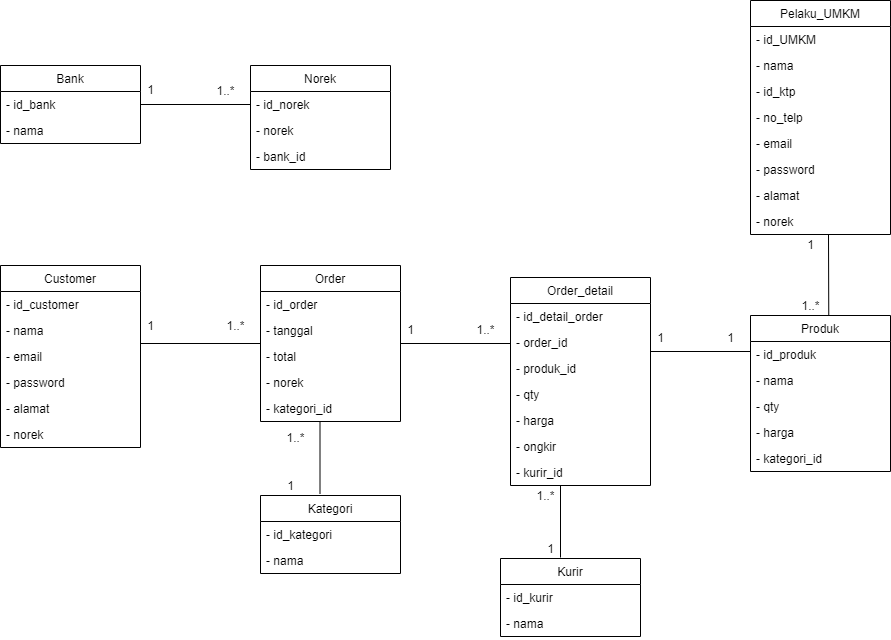 Pelaku_UMKM
- id_UMKM
- nama
- id_ktp
- no_telp
- email
- password
- alamat
- norek
Bank
- id_bank
- nama
1
1..*
Norek
- id_norek
- norek
- bank_id
1
1..*
Customer
- id_customer
- nama
- email
- password
- alamat
- norek
1
1..*
Order
- id_order
- tanggal
- total
- norek
- kategori_id
1
1..*
Order_detail
- id_detail_order
- order_id
- produk_id
- qty
- harga
- ongkir
- kurir_id
1
1
Produk
- id_produk
- nama
- qty
- harga
- kategori_id
1..*
1
Kategori
- id_kategori
- nama
1..*
1
Kurir
- id_kurir
- nama